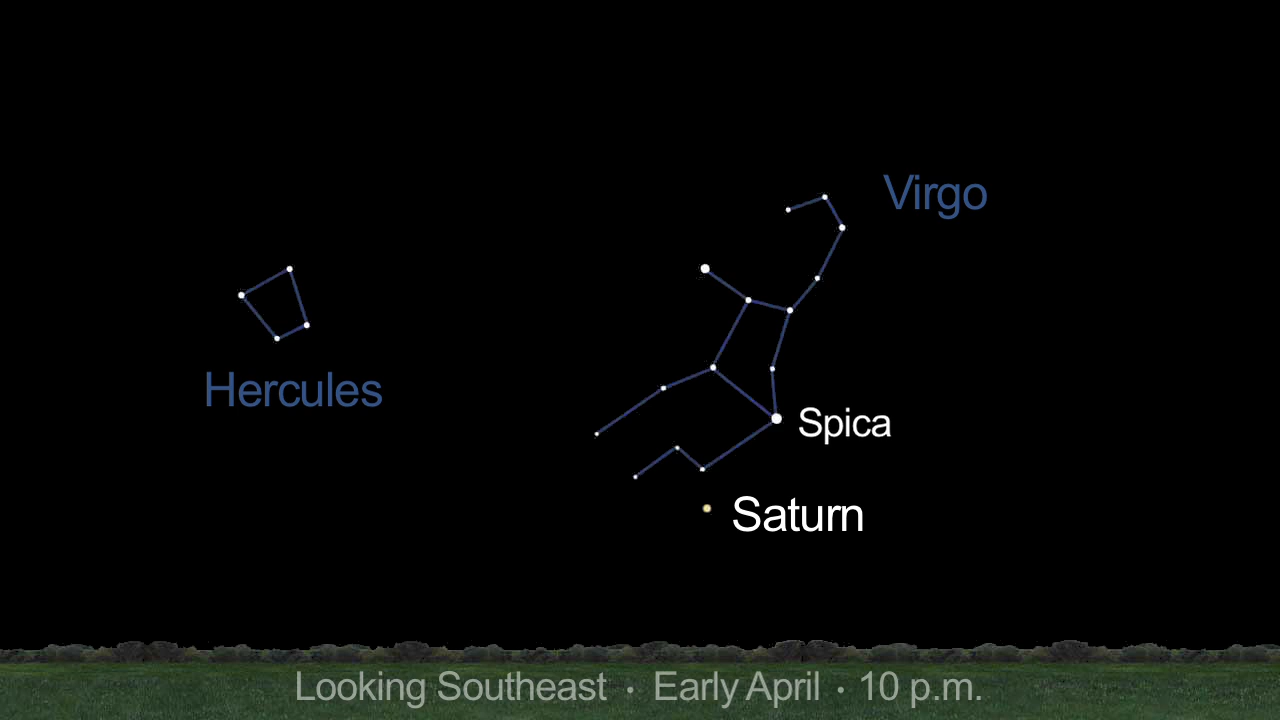 Virgo
Hercules
Spica
Saturn
Looking Southeast • Early April • 10 p.m.